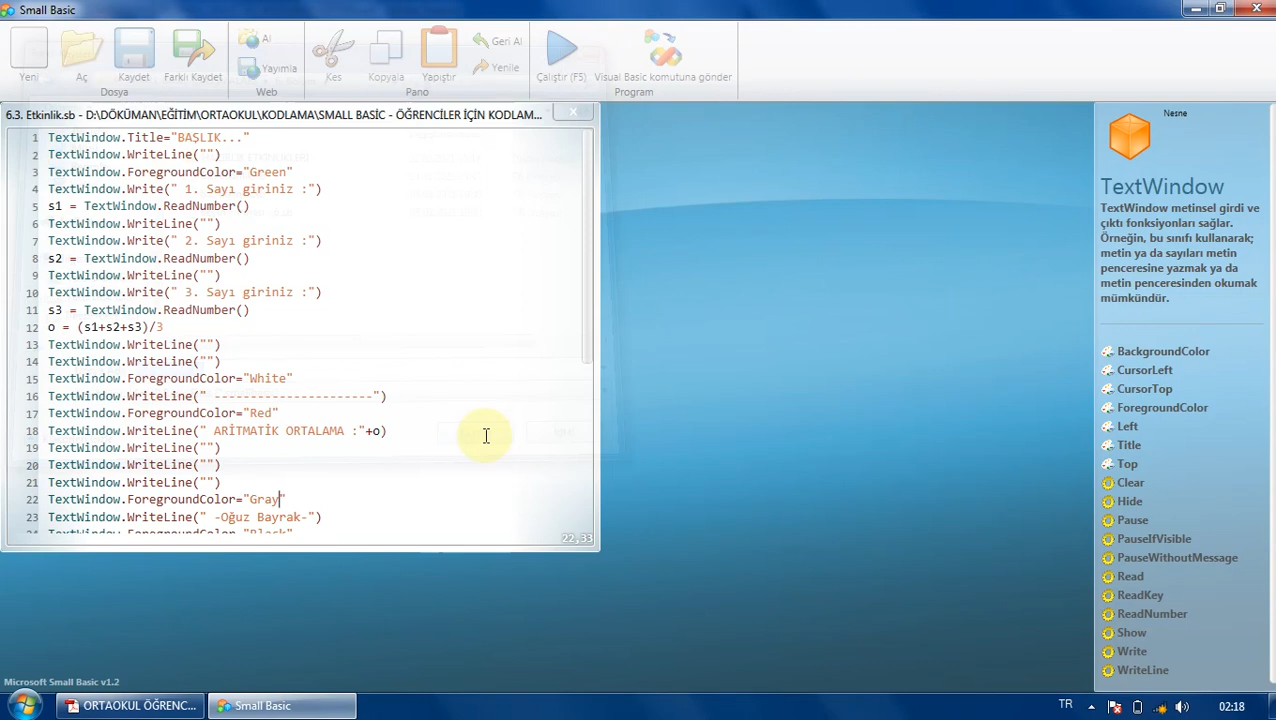 Small Basic
Yeni
Aç
Kaydet
Farklı Kaydet
Dosya
Al
Yayımla
Web
Kes
Kopyala
Yapıştır
Geri Al
Yenile
Pano
Çalıştır (F5)
Visual Basic komutuna gönder
Program
6.3. Etkinlik.sb - D:\DÖKÜMAN\EĞİTİM\ORTAOKUL\KODLAMA\SMALL BASİC - ÖĞRENCİLER İÇİN KODLAM...
1 TextWindow.Title="BAŞLIK..."
2 TextWindow.WriteLine("")
3 TextWindow.ForegroundColor="Green"
4 TextWindow.Write(" 1. Sayı giriniz :")
5 s1 = TextWindow.ReadNumber()
6 TextWindow.WriteLine("")
7 TextWindow.Write(" 2. Sayı giriniz :")
8 s2 = TextWindow.ReadNumber()
9 TextWindow.WriteLine("")
10 TextWindow.Write(" 3. Sayı giriniz :")
11 s3 = TextWindow.ReadNumber()
12 o = (s1+s2+s3)/3
13 TextWindow.WriteLine("")
14 TextWindow.WriteLine("")
15 TextWindow.ForegroundColor="White"
16 TextWindow.WriteLine(" ----------------------")
17 TextWindow.ForegroundColor="Red"
18 TextWindow.WriteLine(" ARİTMATİK ORTALAMA :"+o)
19 TextWindow.WriteLine("")
20 TextWindow.WriteLine("")
21 TextWindow.WriteLine("")
22 TextWindow.ForegroundColor="Gray"
23 TextWindow.WriteLine(" -Oğuz Bayrak-")
24 TextWindow.ForegroundColor="Black"
22,33
Nesne
TextWindow
TextWindow metinsel girdi ve
çıktı fonksiyonları sağlar.
Örneğin, bu sınıfı kullanarak;
metin ya da sayıları metin
penceresine yazmak ya da
metin penceresinden okumak
mümkündür.
BackgroundColor
CursorLeft
CursorTop
ForegroundColor
Left
Title
Top
Clear
Hide
Pause
PauseIfVisible
PauseWithoutMessage
Read
ReadKey
ReadNumber
Show
Write
WriteLine
Microsoft Small Basic v1.2
ORTAOKUL ÖĞRENC...
Small Basic
TR
02:18